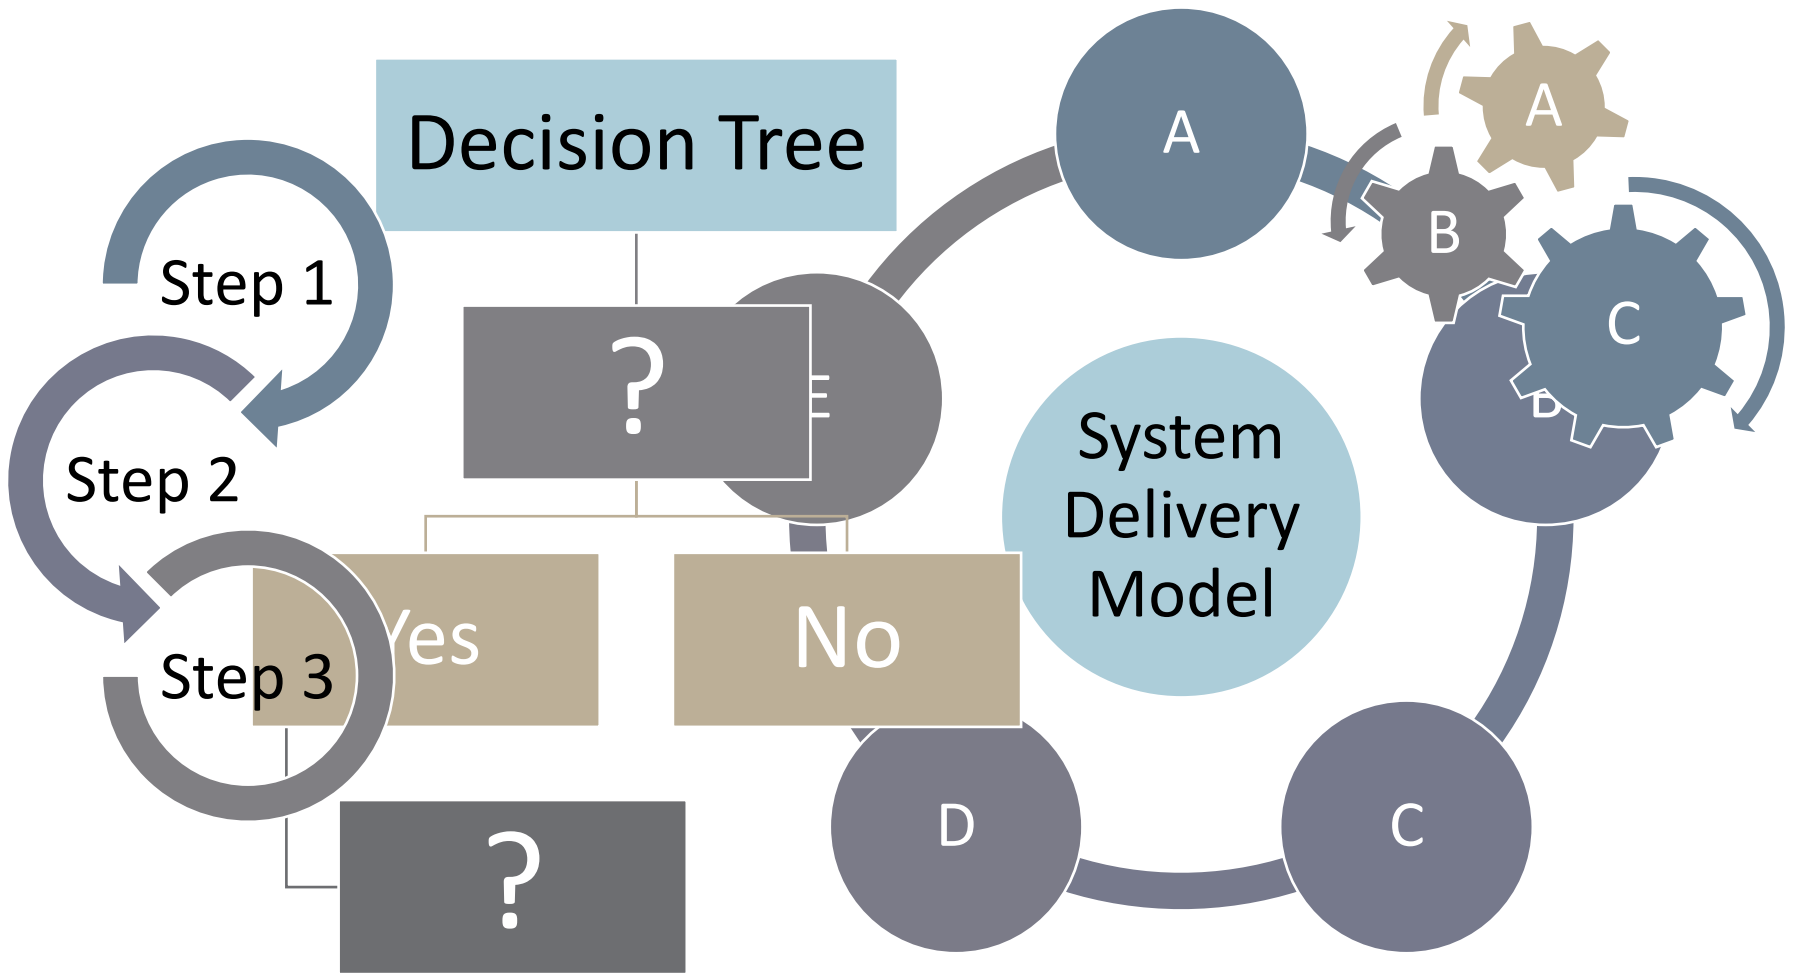 Decision Tree
?
Yes
No
?
Step 1
Step 2
Step 3
System
Delivery
Model
A
B
C
D
E
A
B
C